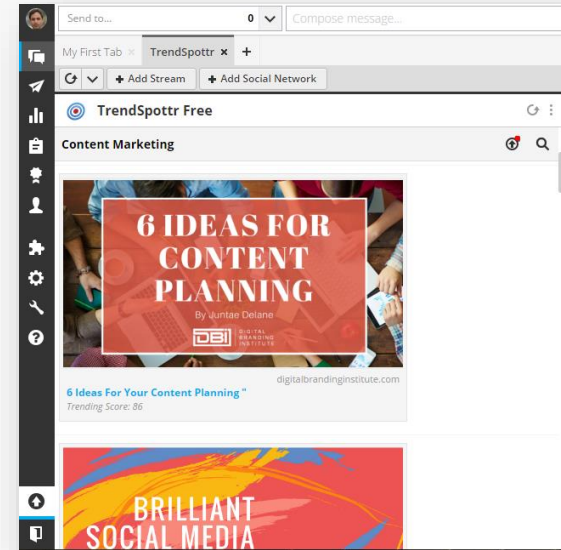 Send to...
0
Compose message...
My First Tab ×
TrendSpottr ×
+
+ Add Stream
+ Add Social Network
TrendSpottr Free
Content Marketing
6 IDEAS FOR
CONTENT
PLANNING
By Juntae Delane
DBI
DIGITAL
BRANDING
INSTITUTE
digitalbrandinginstitute.com
6 Ideas For Your Content Planning "
Trending Score: 86
BRILLIANT
SOCIAL MEDIA